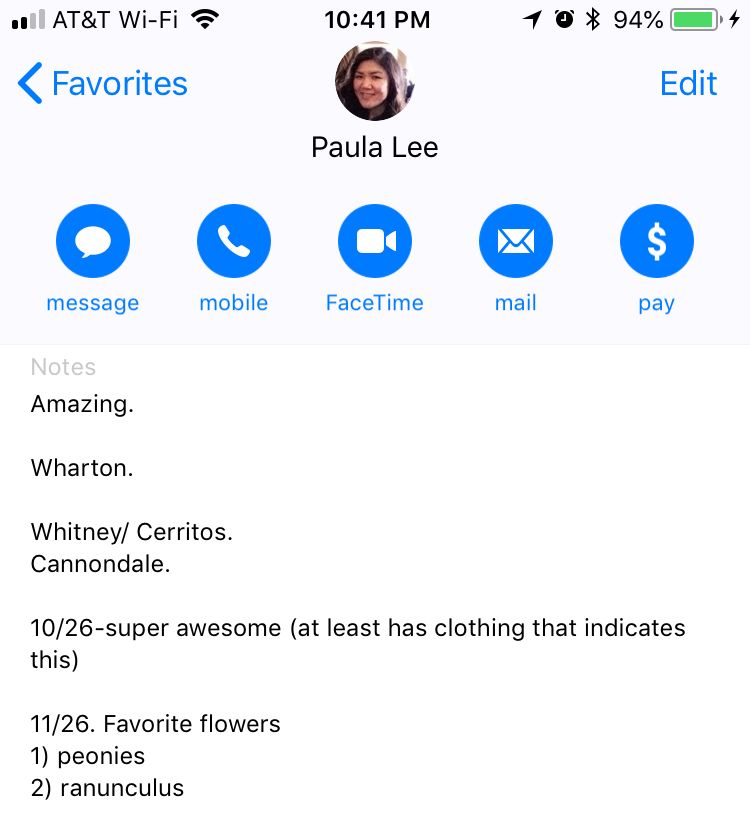 AT&T Wi-Fi 10:41 PM 94%
Favorites Edit
Paula Lee
message mobile FaceTime mail pay
Notes
Amazing.
Wharton.
Whitney/ Cerritos.
Cannondale.
10/26-super awesome (at least has clothing that indicates
this)
11/26. Favorite flowers
1) peonies
2) ranunculus